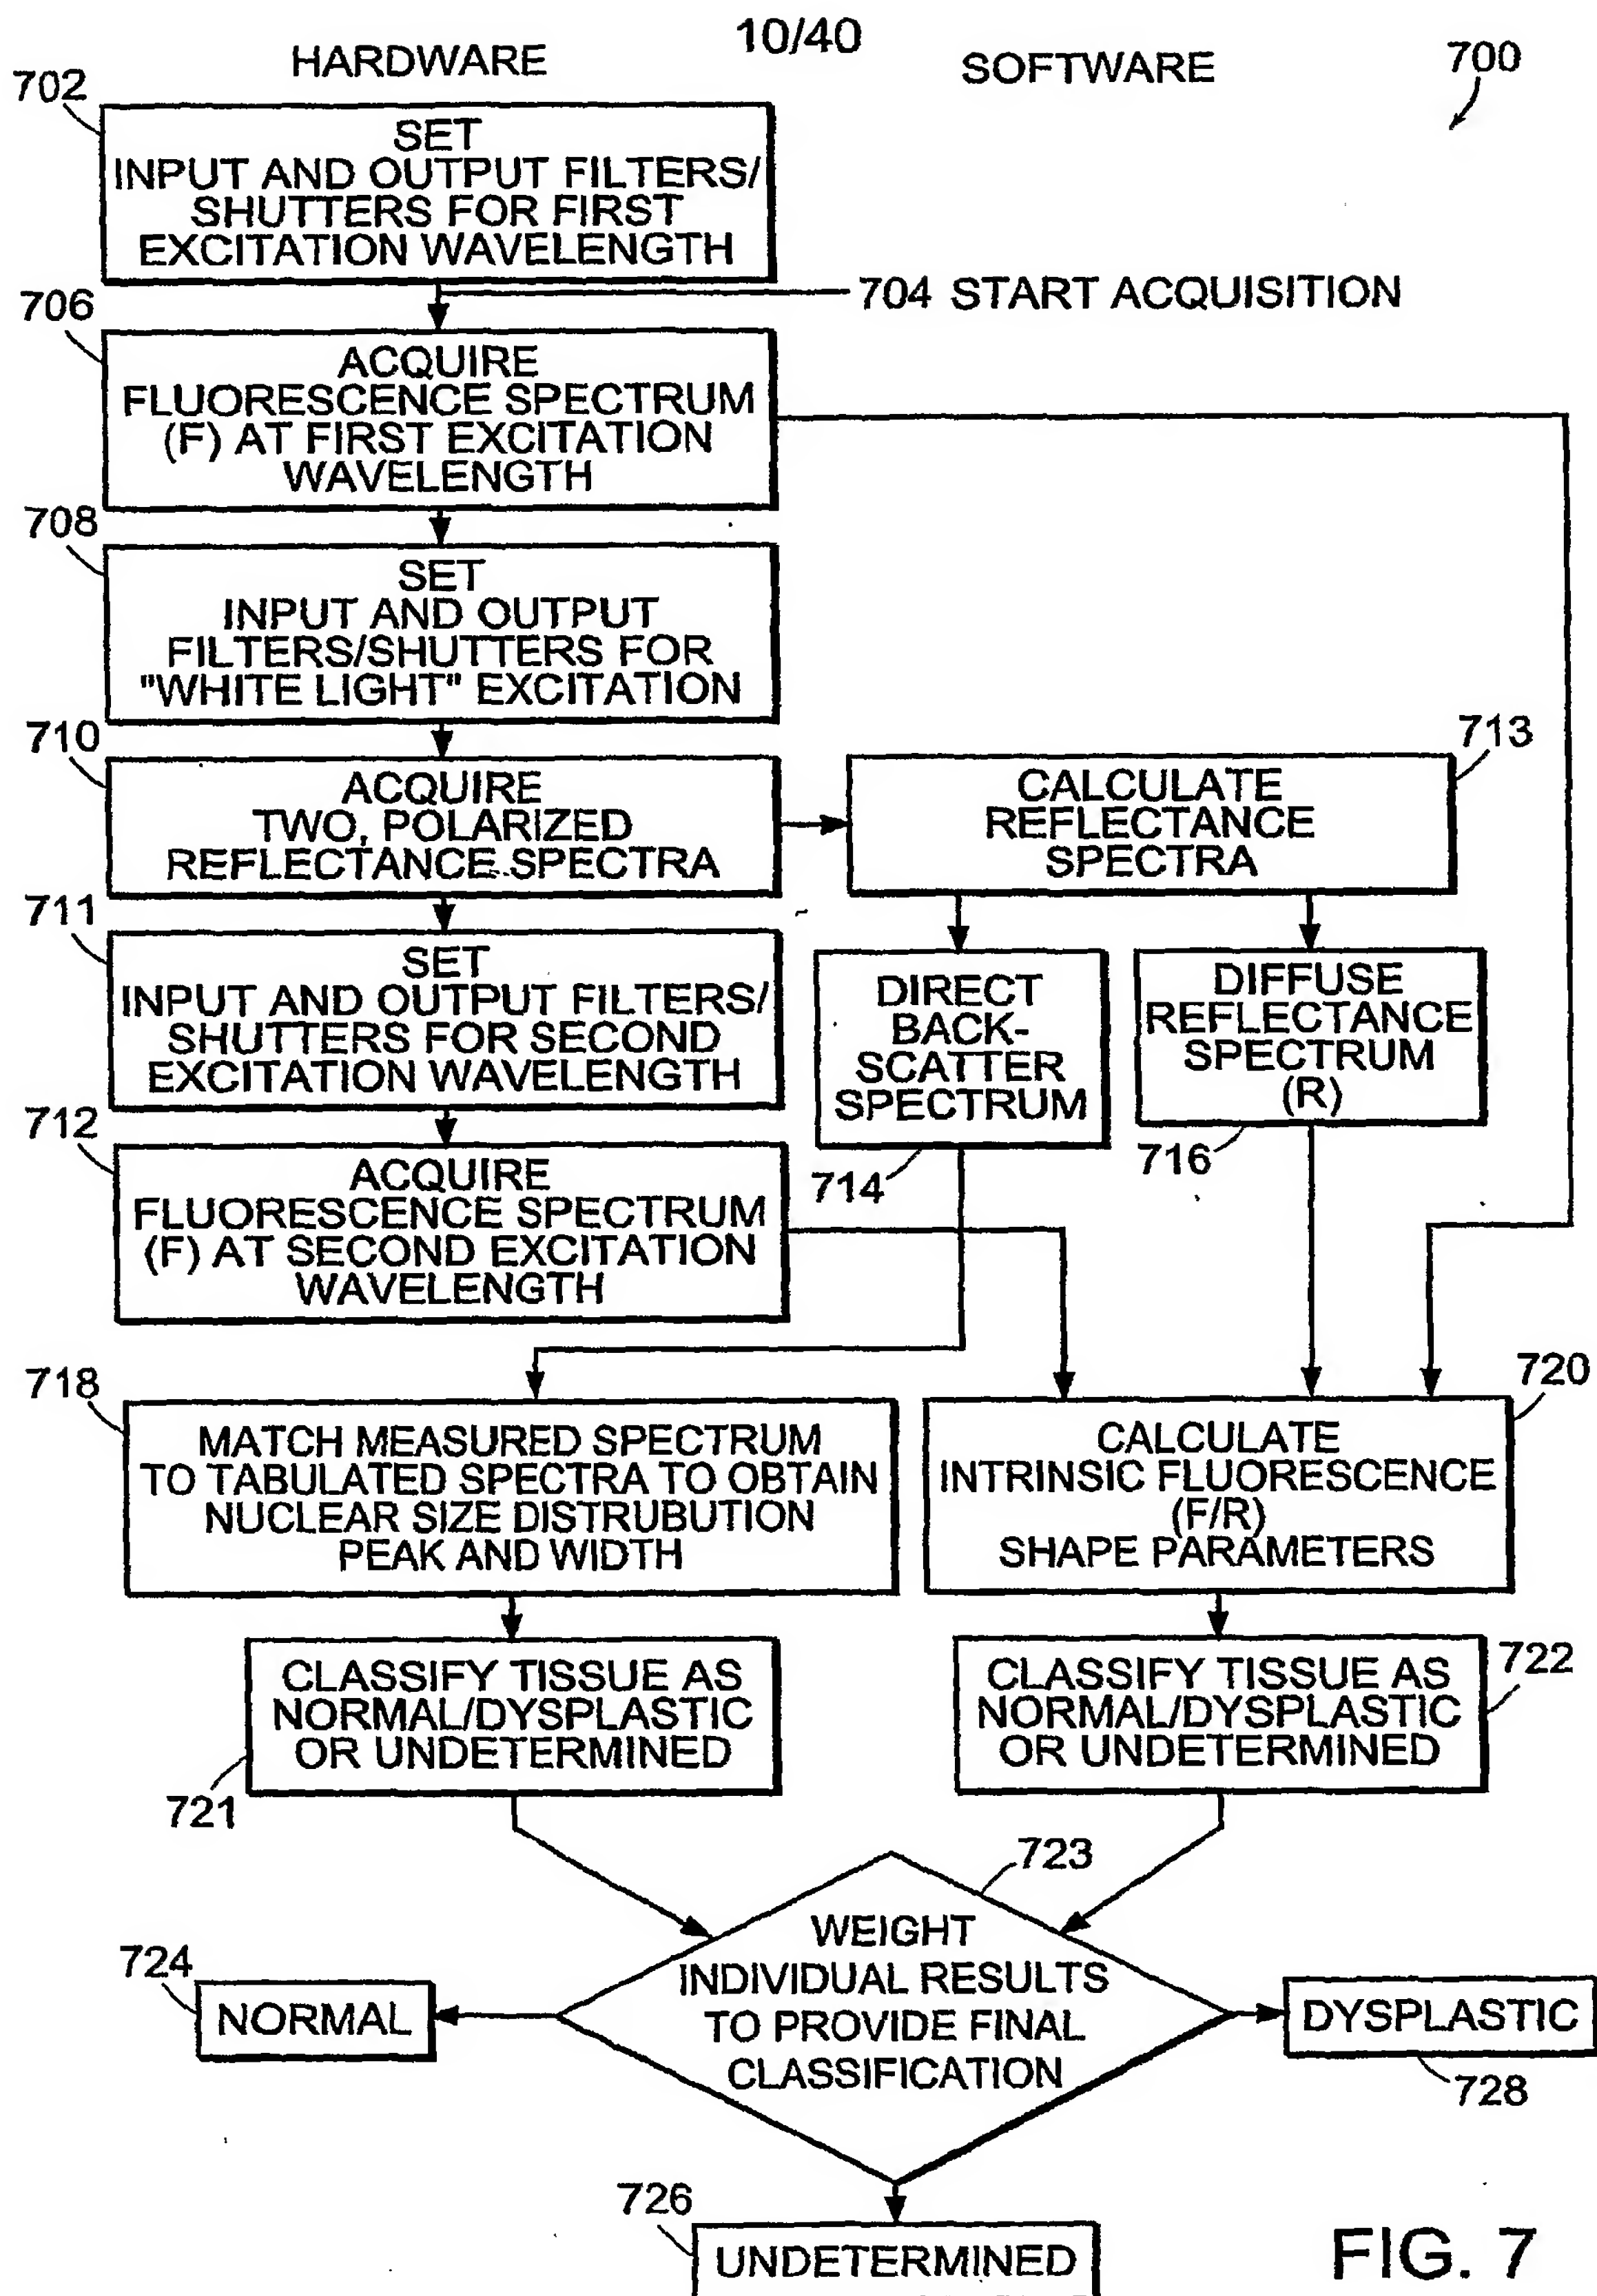 10/40
HARDWARE
SOFTWARE
700
702
SET
INPUT AND OUTPUT FILTERS/
SHUTTERS FOR FIRST
EXCITATION WAVELENGTH
704 START ACQUISITION
706
ACQUIRE
FLUORESCENCE SPECTRUM
(F) AT FIRST EXCITATION
WAVELENGTH
708
SET
INPUT AND OUTPUT
FILTERS/SHUTTERS FOR
"WHITE LIGHT" EXCITATION
710
ACQUIRE
TWO, POLARIZED
REFLECTANCE SPECTRA
713
CALCULATE
REFLECTANCE
SPECTRA
711
SET
INPUT AND OUTPUT FILTERS/
SHUTTERS FOR SECOND
EXCITATION WAVELENGTH
DIRECT
BACK-
SCATTER
SPECTRUM
714
DIFFUSE
REFLECTANCE
SPECTRUM
(R)
716
712
ACQUIRE
FLUORESCENCE SPECTRUM
(F) AT SECOND EXCITATION
WAVELENGTH
718
MATCH MEASURED SPECTRUM
TO TABULATED SPECTRA TO OBTAIN
NUCLEAR SIZE DISTRUBUTION
PEAK AND WIDTH
720
CALCULATE
INTRINSIC FLUORESCENCE
(F/R)
SHAPE PARAMETERS
CLASSIFY TISSUE AS
NORMAL/DYSPLASTIC
OR UNDETERMINED
721
CLASSIFY TISSUE AS
NORMAL/DYSPLASTIC
OR UNDETERMINED
722
723
WEIGHT
INDIVIDUAL RESULTS
TO PROVIDE FINAL
CLASSIFICATION
724
NORMAL
DYSPLASTIC
728
726
UNDETERMINED
FIG. 7